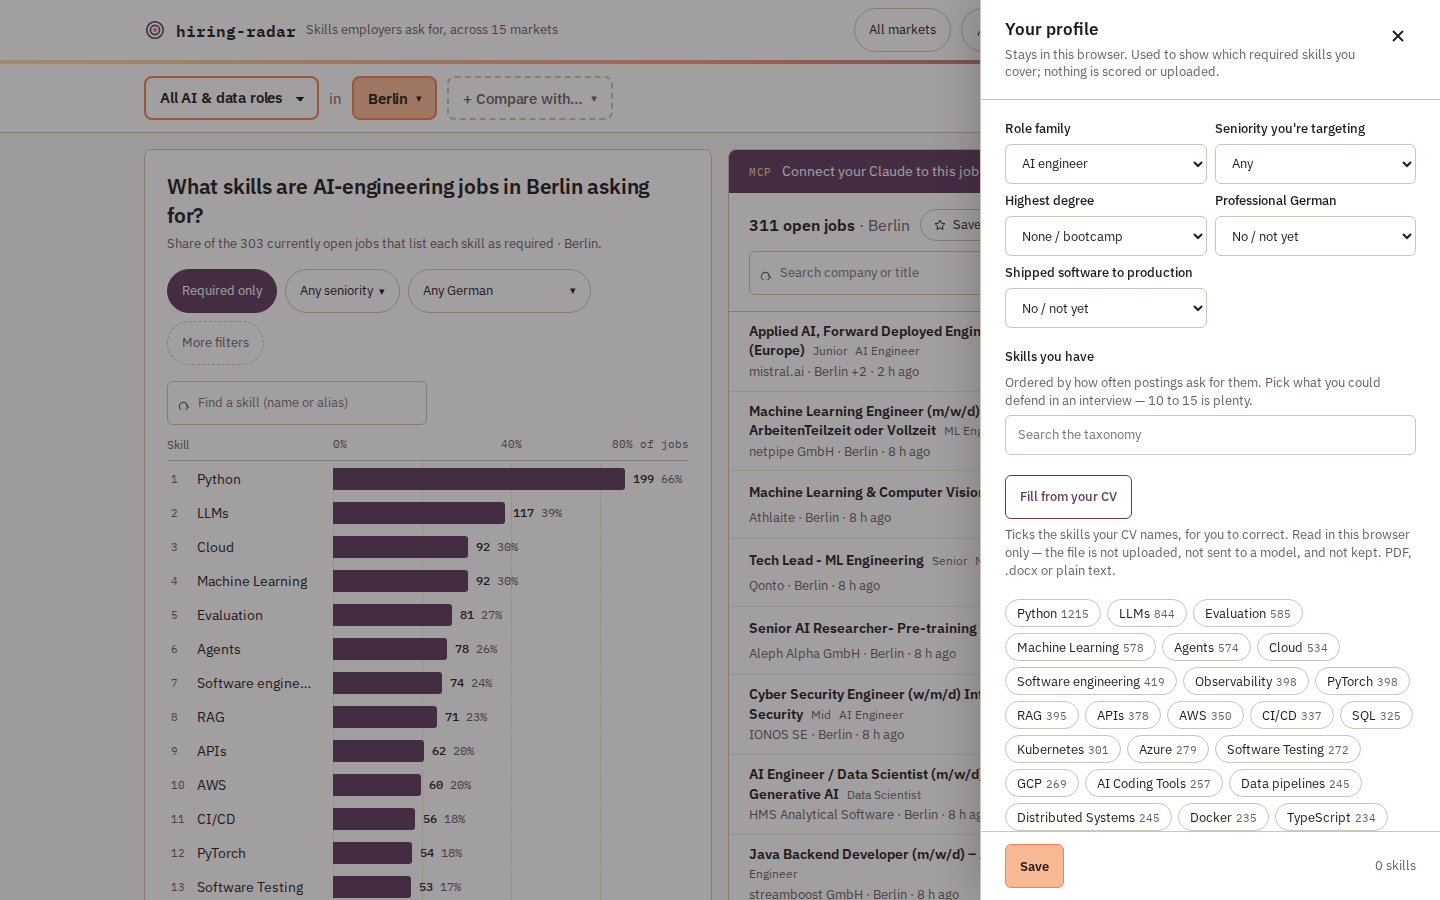 hiring-radar
Skills employers ask for, across 15 markets
All markets
All AI & data roles
in
Berlin
+ Compare with...
What skills are AI-engineering jobs in Berlin asking
for?
Share of the 303 currently open jobs that list each skill as required · Berlin.
Required only
Any seniority
Any German
More filters
Find a skill (name or alias)
Skill 0% 40% 80% of jobs
1 Python 199 66%
2 LLMs 117 39%
3 Cloud 92 30%
4 Machine Learning 92 30%
5 Evaluation 81 27%
6 Agents 78 26%
7 Software engine... 74 24%
8 RAG 71 23%
9 APIs 62 20%
10 AWS 60 20%
11 CI/CD 56 18%
12 PyTorch 54 18%
13 Software Testing 53 17%
MCP Connect your Claude to this job
311 open jobs · Berlin
Save
Search company or title
Applied AI, Forward Deployed Engin
(Europe) Junior AI Engineer
mistral.ai · Berlin +2 · 2 h ago
Machine Learning Engineer (m/w/d)
ArbeitenTeilzeit oder Vollzeit ML Eng
netpipe GmbH · Berlin · 8 h ago
Machine Learning & Computer Vision
Athlaite · Berlin · 8 h ago
Tech Lead - ML Engineering Senior
Qonto · Berlin · 8 h ago
Senior AI Researcher- Pre-training
Aleph Alpha GmbH · Berlin · 8 h ago
Cyber Security Engineer (w/m/d) Inf
Security Mid AI Engineer
IONOS SE · Berlin · 8 h ago
AI Engineer / Data Scientist (m/w/d)
Generative AI Data Scientist
HMS Analytical Software · Berlin · 8 h ag
Java Backend Developer (m/w/d) –
Engineer
streamboost GmbH · Berlin · 8 h ago
Your profile
Stays in this browser. Used to show which required skills you
cover; nothing is scored or uploaded.
Role family
AI engineer
Seniority you're targeting
Any
Highest degree
None / bootcamp
Professional German
No / not yet
Shipped software to production
No / not yet
Skills you have
Ordered by how often postings ask for them. Pick what you could
defend in an interview — 10 to 15 is plenty.
Search the taxonomy
Fill from your CV
Ticks the skills your CV names, for you to correct. Read in this browser
only — the file is not uploaded, not sent to a model, and not kept. PDF,
.docx or plain text.
Python 1215 LLMs 844 Evaluation 585
Machine Learning 578 Agents 574 Cloud 534
Software engineering 419 Observability 398 PyTorch 398
RAG 395 APIs 378 AWS 350 CI/CD 337 SQL 325
Kubernetes 301 Azure 279 Software Testing 272
GCP 269 AI Coding Tools 257 Data pipelines 245
Distributed Systems 245 Docker 235 TypeScript 234
Save
0 skills